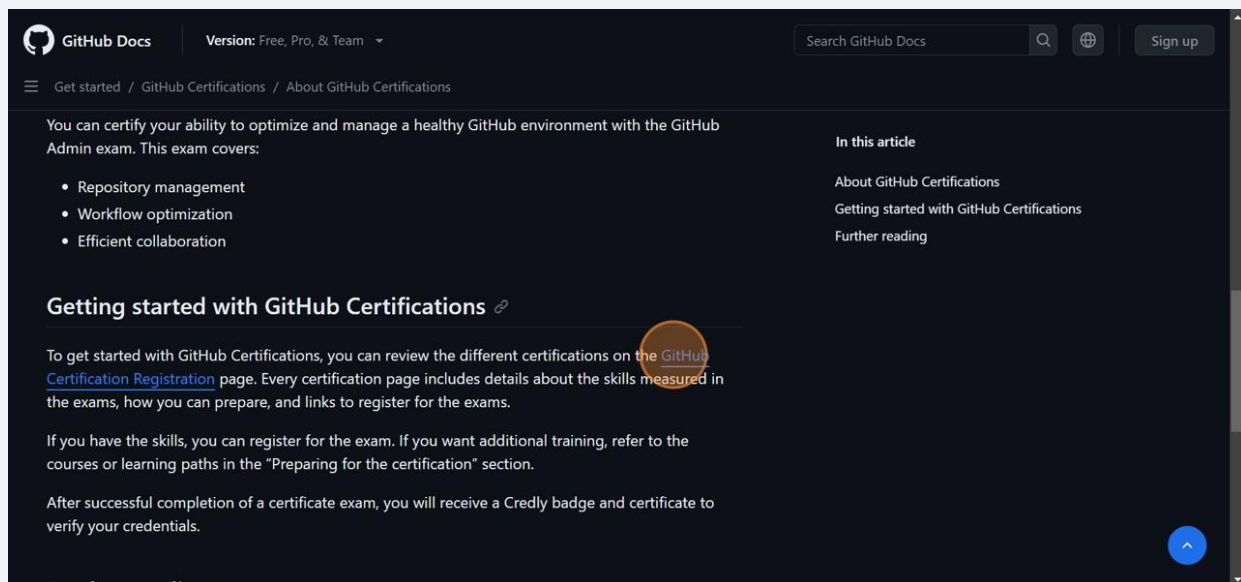 GitHub Docs
Version: Free, Pro, & Team
Search GitHub Docs
Sign up
Get started / GitHub Certifications / About GitHub Certifications
You can certify your ability to optimize and manage a healthy GitHub environment with the GitHub
Admin exam. This exam covers:
• Repository management
• Workflow optimization
• Efficient collaboration
Getting started with GitHub Certifications
To get started with GitHub Certifications, you can review the different certifications on the GitHub
Certification Registration page. Every certification page includes details about the skills measured in
the exams, how you can prepare, and links to register for the exams.
If you have the skills, you can register for the exam. If you want additional training, refer to the
courses or learning paths in the “Preparing for the certification” section.
After successful completion of a certificate exam, you will receive a Credly badge and certificate to
verify your credentials.
In this article
About GitHub Certifications
Getting started with GitHub Certifications
Further reading